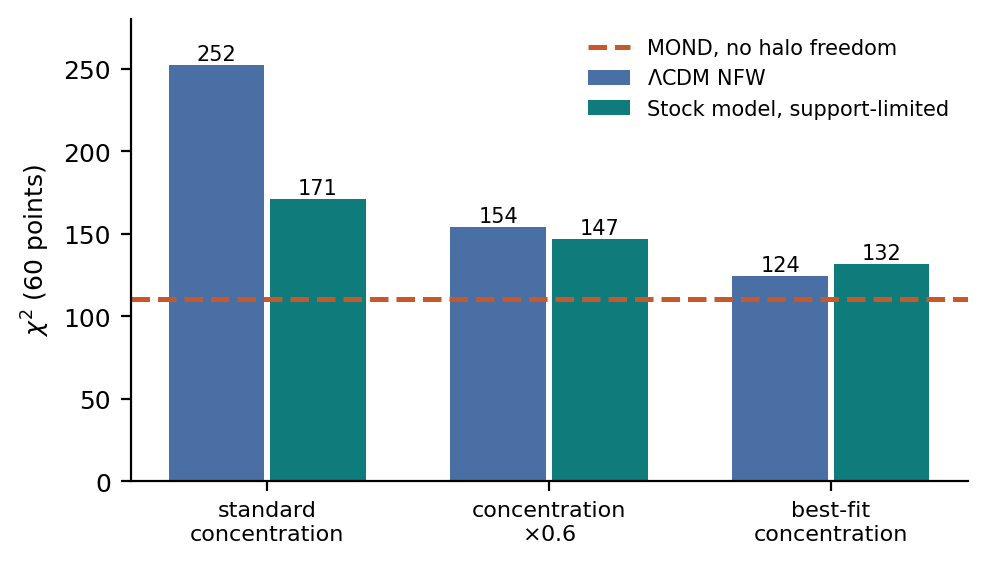 MOND, no halo freedom
ΛCDM NFW
Stock model, support-limited
χ² (60 points)
250
200
150
100
50
0
252
171
154
147
124
132
standard
concentration
concentration
×0.6
best-fit
concentration